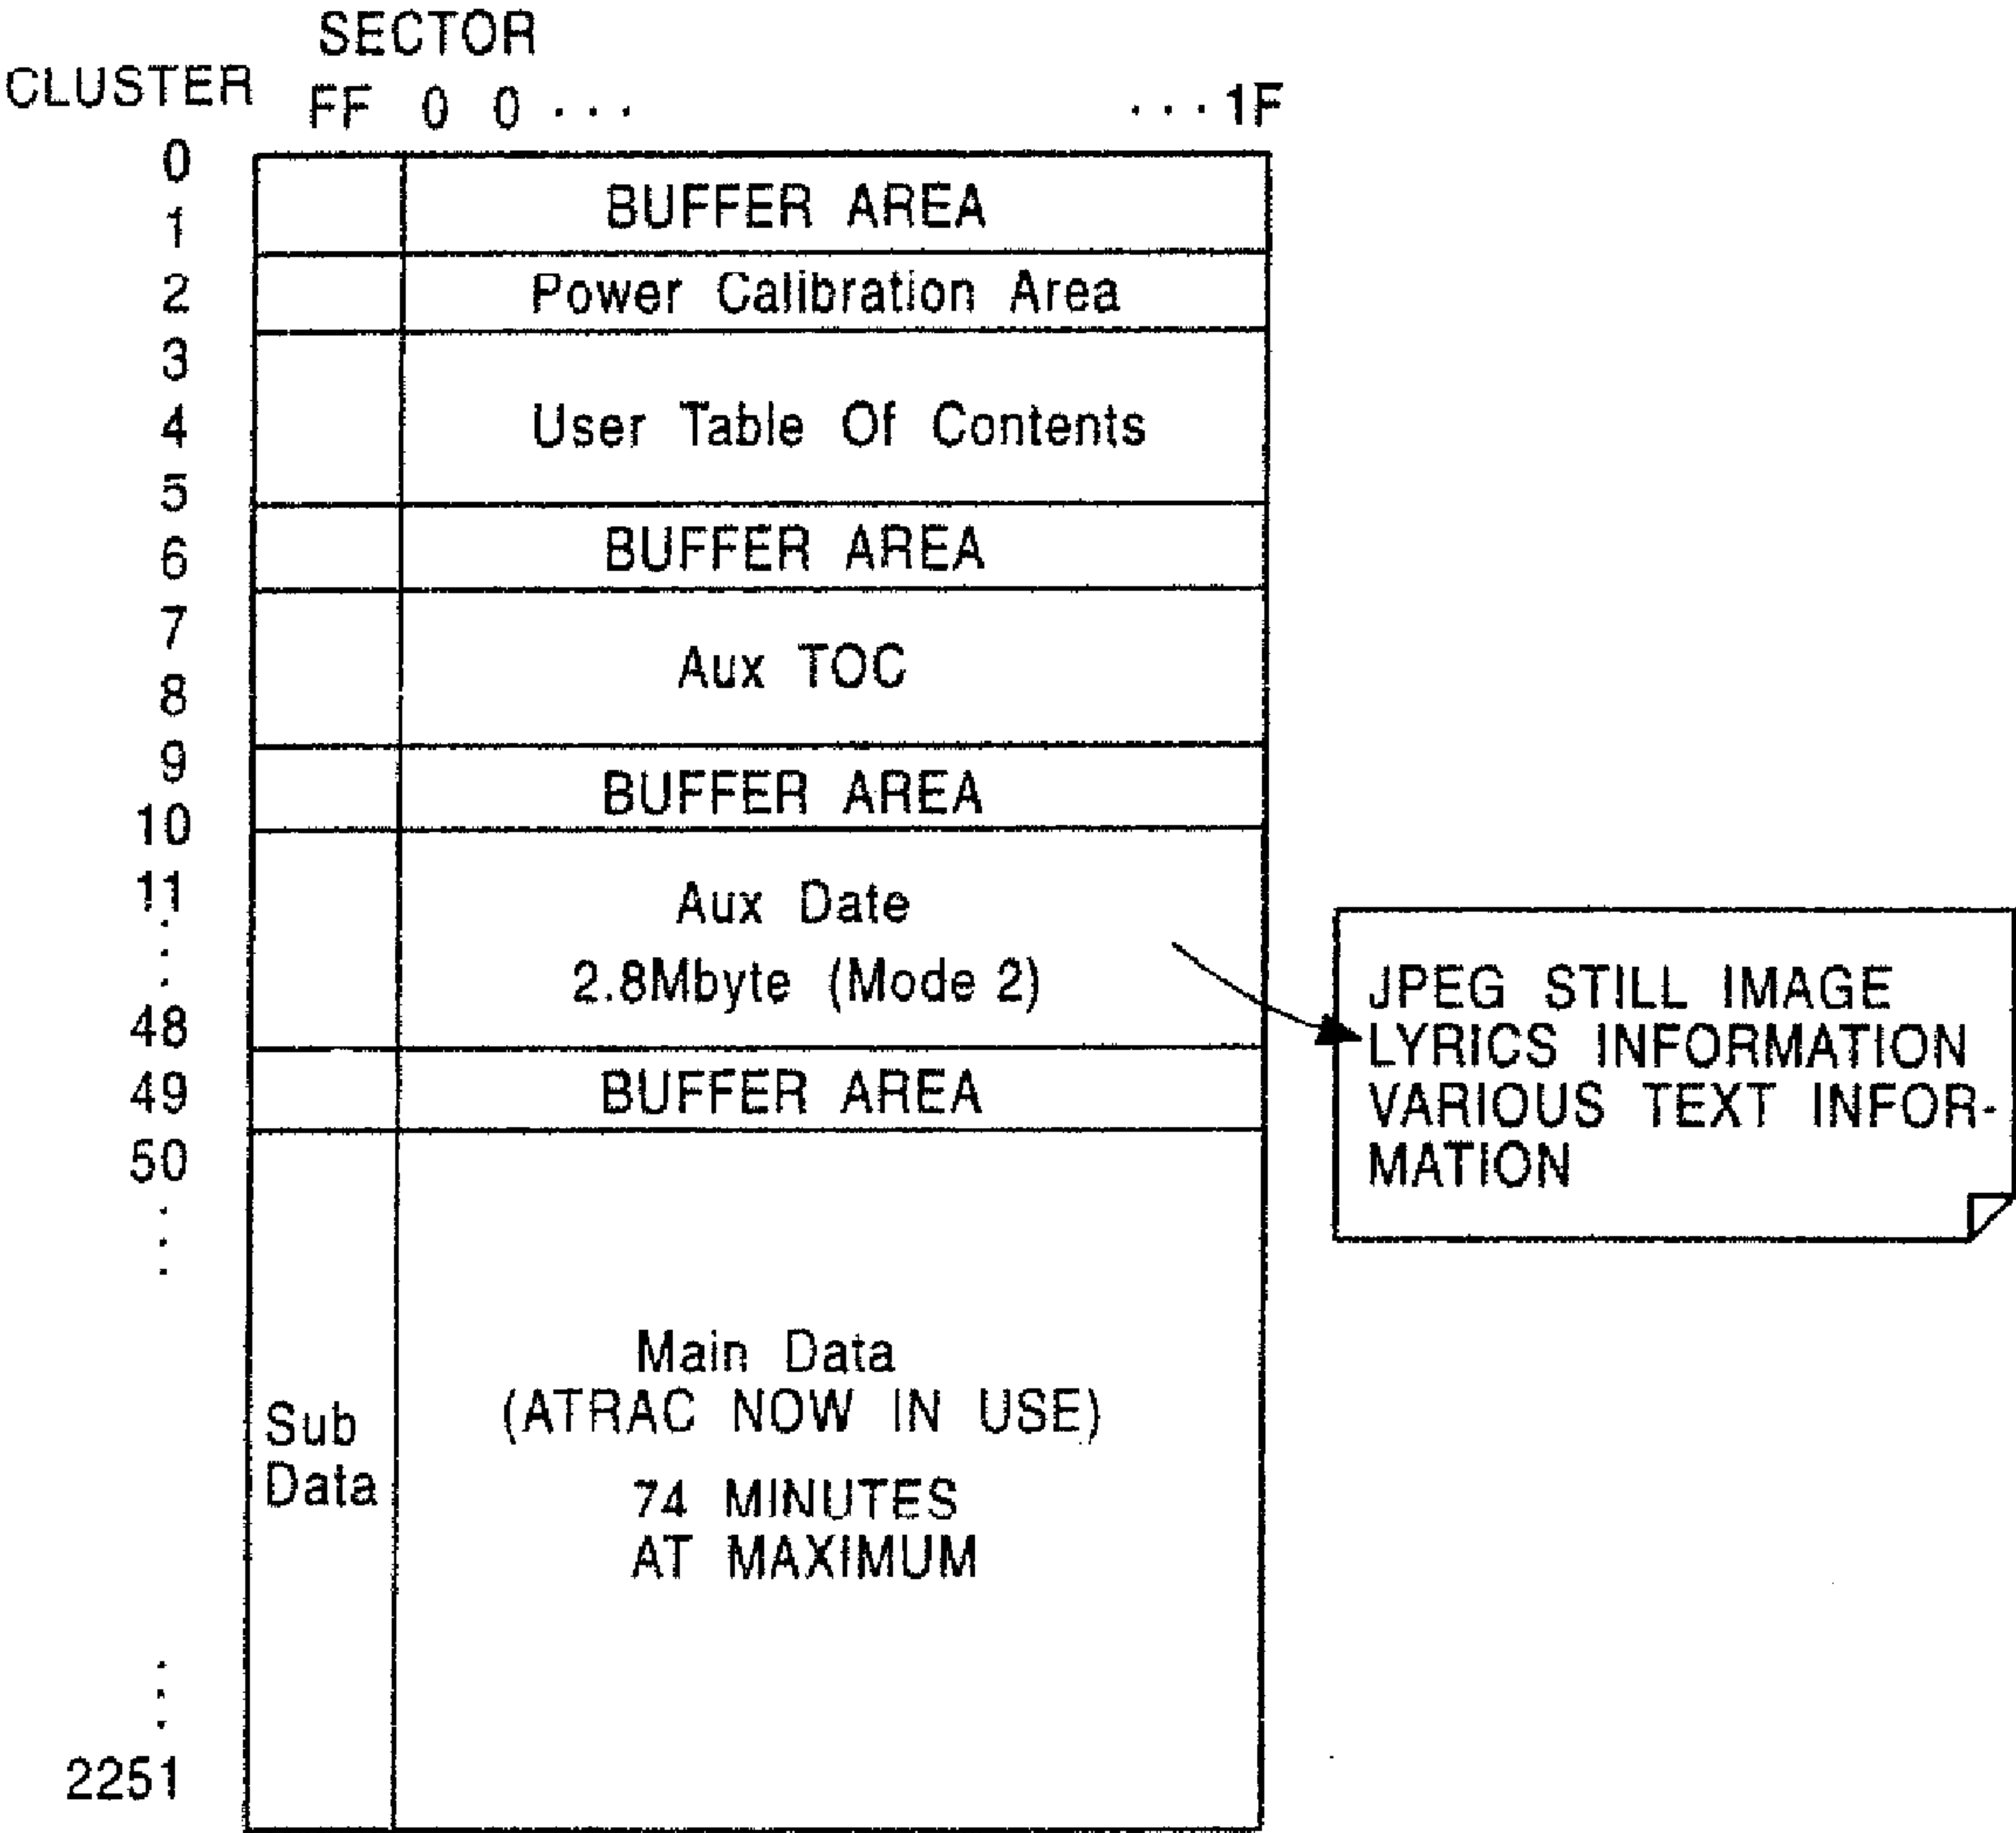 SECTOR
CLUSTER FF 0 0 ··· ···1F
0
1
BUFFER AREA
2
Power Calibration Area
3
4
User Table Of Contents
5
6
BUFFER AREA
7
8
Aux TOC
9
BUFFER AREA
10
11
Aux Date
2.8Mbyte (Mode 2)
48
JPEG STILL IMAGE
LYRICS INFORMATION
VARIOUS TEXT INFOR-
MATION
49
BUFFER AREA
50
Main Data
(ATRAC NOW IN USE)
74 MINUTES
AT MAXIMUM
Sub
Data
2251